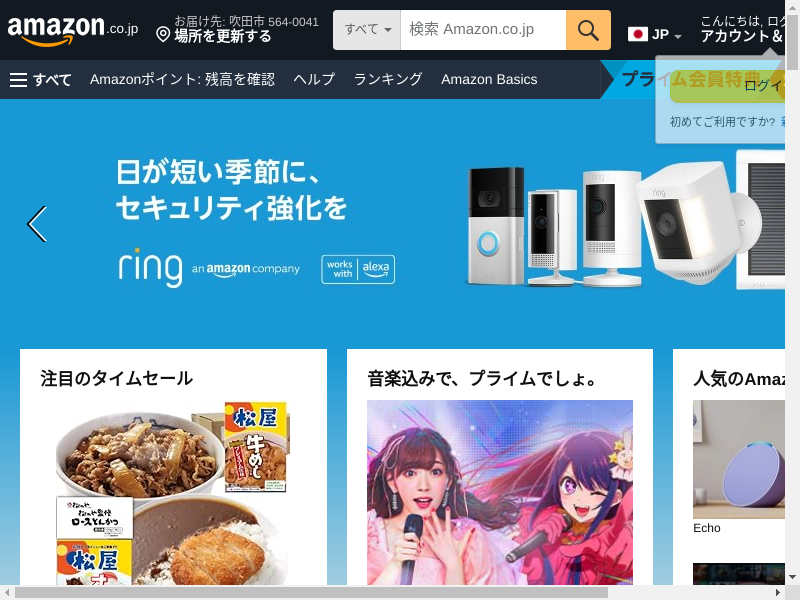 amazon.co.jp
お届け先: 吹田市 564-0041
場所を更新する
すべて
検索 Amazon.co.jp
JP
こんにちは, ログ
アカウント&
すべて
Amazonポイント: 残高を確認
ヘルプ
ランキング
Amazon Basics
プライム会員特典
ログイ
初めてご利用ですか?
日が短い季節に、
セキュリティ強化を
ring
an amazon company
works with alexa
ring
注目のタイムセール
音楽込みで、プライムでしょ。
人気のAmaz
松屋
牛めし
ロースとんかつ
松屋
Echo